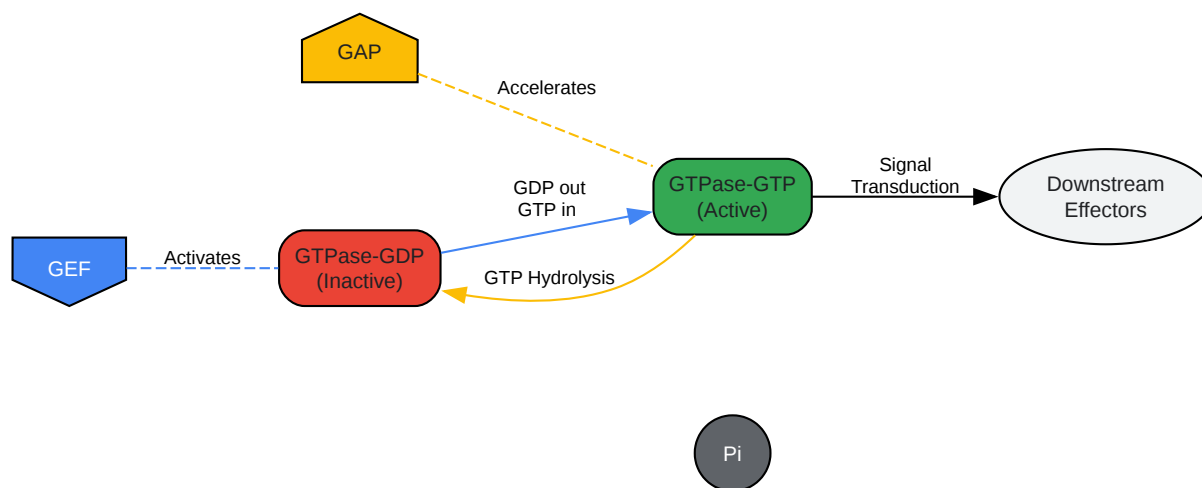 GAP
Accelerates
GTPase-GTP
(Active)
Signal
Transduction
Downstream
Effectors
GDP out
GTP in
GEF
Activates
GTPase-GDP
(Inactive)
GTP Hydrolysis
Pi